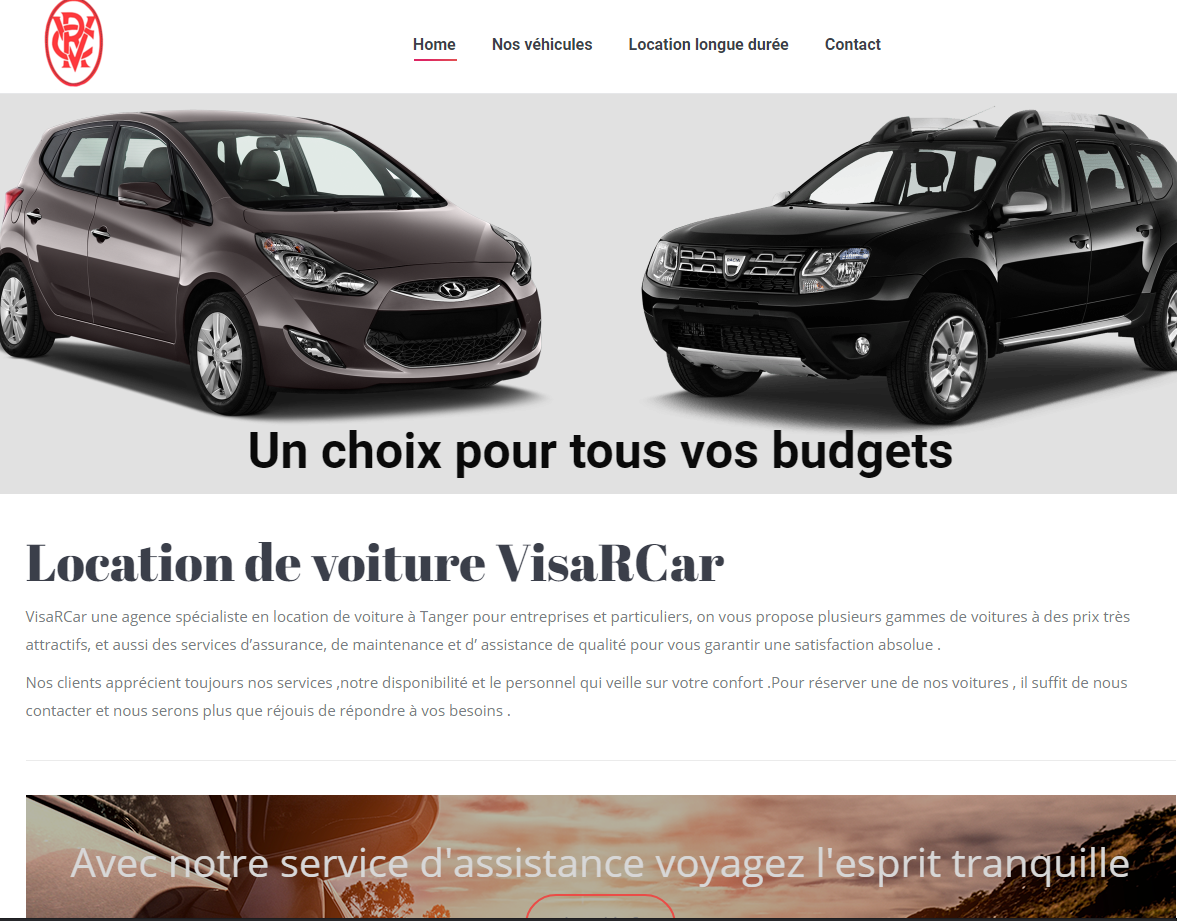 Home Nos véhicules Location longue durée Contact
DACIA
Un choix pour tous vos budgets
Location de voiture VisaRCar
VisaRCar une agence spécialiste en location de voiture à Tanger pour entreprises et particuliers, on vous propose plusieurs gammes de voitures à des prix très
attractifs, et aussi des services d’assurance, de maintenance et d’ assistance de qualité pour vous garantir une satisfaction absolue .
Nos clients apprécient toujours nos services ,notre disponibilité et le personnel qui veille sur votre confort .Pour réserver une de nos voitures , il suffit de nous
contacter et nous serons plus que réjouis de répondre à vos besoins .
Avec notre service d'assistance voyagez l'esprit tranquille